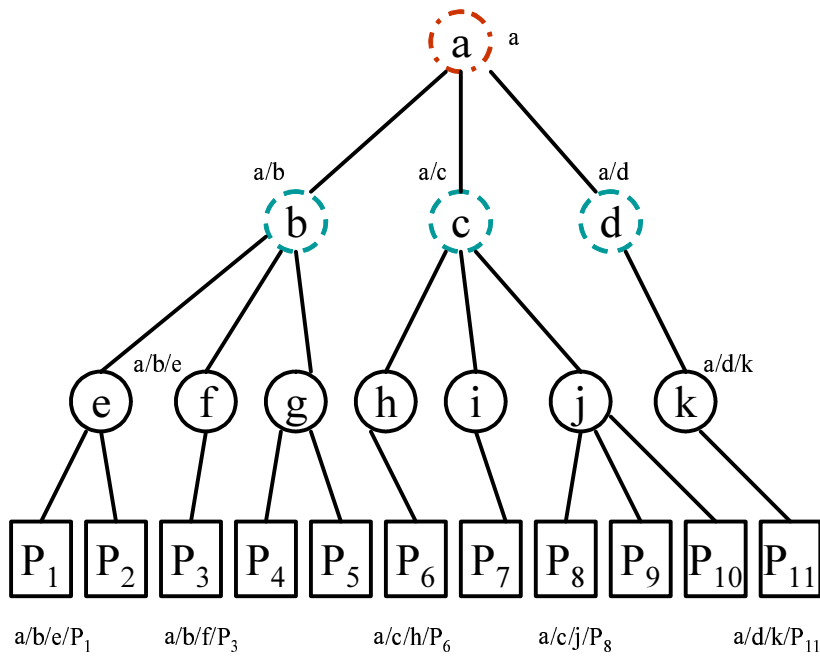 a a
a/b a/c a/d
b c d
a/b/e a/d/k
e f g h i j k
P1 P2 P3 P4 P5 P6 P7 P8 P9 P10 P11
a/b/e/P1 a/b/f/P3 a/c/h/P6 a/c/j/P8 a/d/k/P11